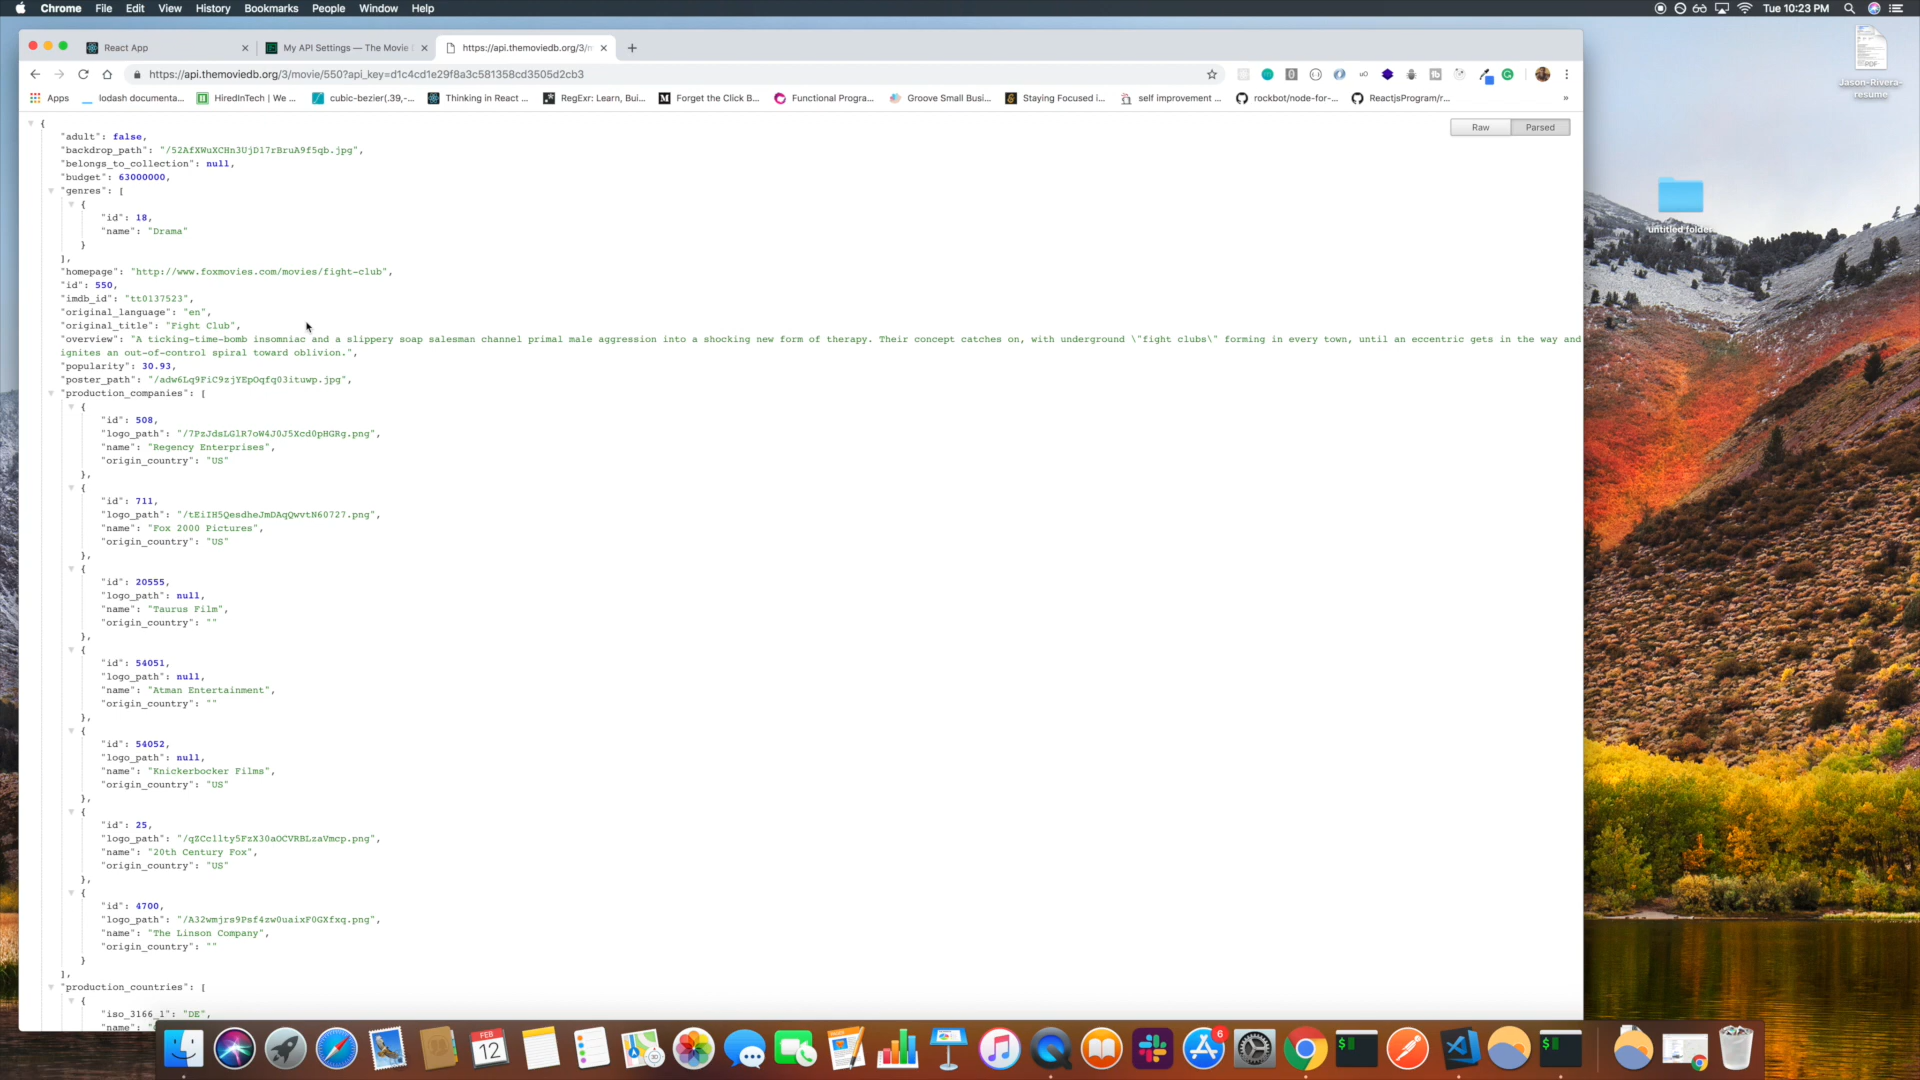 Chrome File Edit View History Bookmarks People Window Help
Tue 10:23 PM
React App
My API Settings — The Movie
https://api.themoviedb.org/3/m
https://api.themoviedb.org/3/movie/550?api_key=d1c4cd1e29f8a3c581358cd3505d2cb3
Apps
lodash documenta...
HiredInTech | We ...
cubic-bezier(.39,-...
Thinking in React ...
RegExr: Learn, Bui...
Forget the Click B...
Functional Progra...
Groove Small Busi...
Staying Focused i...
self improvement ...
rockbot/node-for-...
ReactjsProgram/r...
»
Raw
Parsed
Jason-Rivera-
resume
untitled folder
{
"adult": false,
"backdrop_path": "/52AfXWuXCHn3UjD17rBruA9f5qb.jpg",
"belongs_to_collection": null,
"budget": 63000000,
"genres": [
{
"id": 18,
"name": "Drama"
}
],
"homepage": "http://www.foxmovies.com/movies/fight-club",
"id": 550,
"imdb_id": "tt0137523",
"original_language": "en",
"original_title": "Fight Club",
"overview": "A ticking-time-bomb insomniac and a slippery soap salesman channel primal male aggression into a shocking new form of therapy. Their concept catches on, with underground \"fight clubs\" forming in every town, until an eccentric gets in the way and
ignites an out-of-control spiral toward oblivion.",
"popularity": 30.93,
"poster_path": "/adw6Lq9FiC9zjYEpOqfq03ituwp.jpg",
"production_companies": [
{
"id": 508,
"logo_path": "/7PzJdsLGlR7oW4J0J5Xcd0pHGRg.png",
"name": "Regency Enterprises",
"origin_country": "US"
},
{
"id": 711,
"logo_path": "/tEiIH5QesdheJmDAqQwvtN60727.png",
"name": "Fox 2000 Pictures",
"origin_country": "US"
},
{
"id": 20555,
"logo_path": null,
"name": "Taurus Film",
"origin_country": ""
},
{
"id": 54051,
"logo_path": null,
"name": "Atman Entertainment",
"origin_country": ""
},
{
"id": 54052,
"logo_path": null,
"name": "Knickerbocker Films",
"origin_country": "US"
},
{
"id": 25,
"logo_path": "/qZCc1lty5FzX30aOCVRBLzaVmcp.png",
"name": "20th Century Fox",
"origin_country": "US"
},
{
"id": 4700,
"logo_path": "/A32wmjrs9Psf4zw0uaixF0GXfxq.png",
"name": "The Linson Company",
"origin_country": ""
}
],
"production_countries": [
{
"iso_3166_1": "DE",
"name":
FEB
12
6